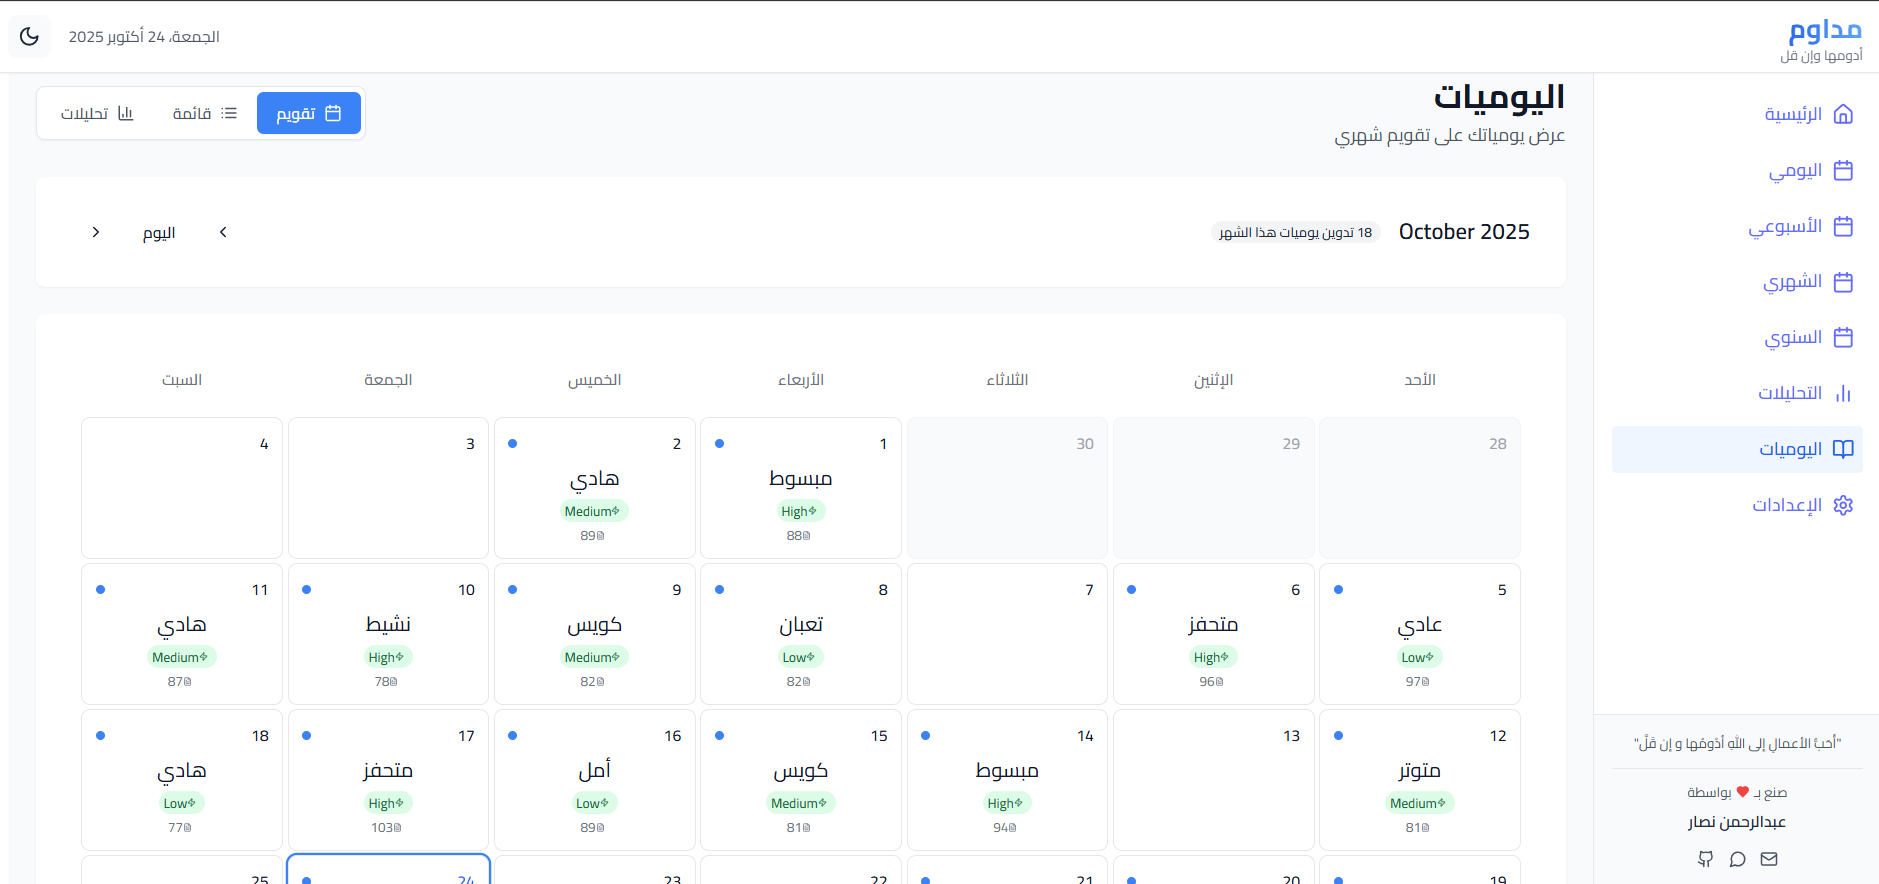 مداوم
أدومها وإن قل
الجمعة، 24 أكتوبر 2025
الرئيسية
اليومي
الأسبوعي
الشهري
السنوي
التحليلات
اليوميات
الإعدادات
"أَحَبُّ الأعمالِ إلى اللهِ أدْومُها و إن قَلَّ"
صنع بـ ❤ بواسطة
عبدالرحمن نصار
اليوميات
عرض يومياتك على تقويم شهري
تقويم
قائمة
تحليلات
October 2025
18 تدوين يوميات هذا الشهر
اليوم
الأحد الإثنين الثلاثاء الأربعاء الخميس الجمعة السبت
28
29
30
1
مبسوط
High
88
2
هادي
Medium
89
3
4
5
عادي
Low
97
6
متحفز
High
96
7
8
تعبان
Low
82
9
كويس
Medium
82
10
نشيط
High
78
11
هادي
Medium
87
12
متوتر
Medium
81
13
14
مبسوط
High
94
15
كويس
Medium
81
16
أمل
Low
89
17
متحفز
High
103
18
هادي
Low
77
19
20
21
22
23
24
25